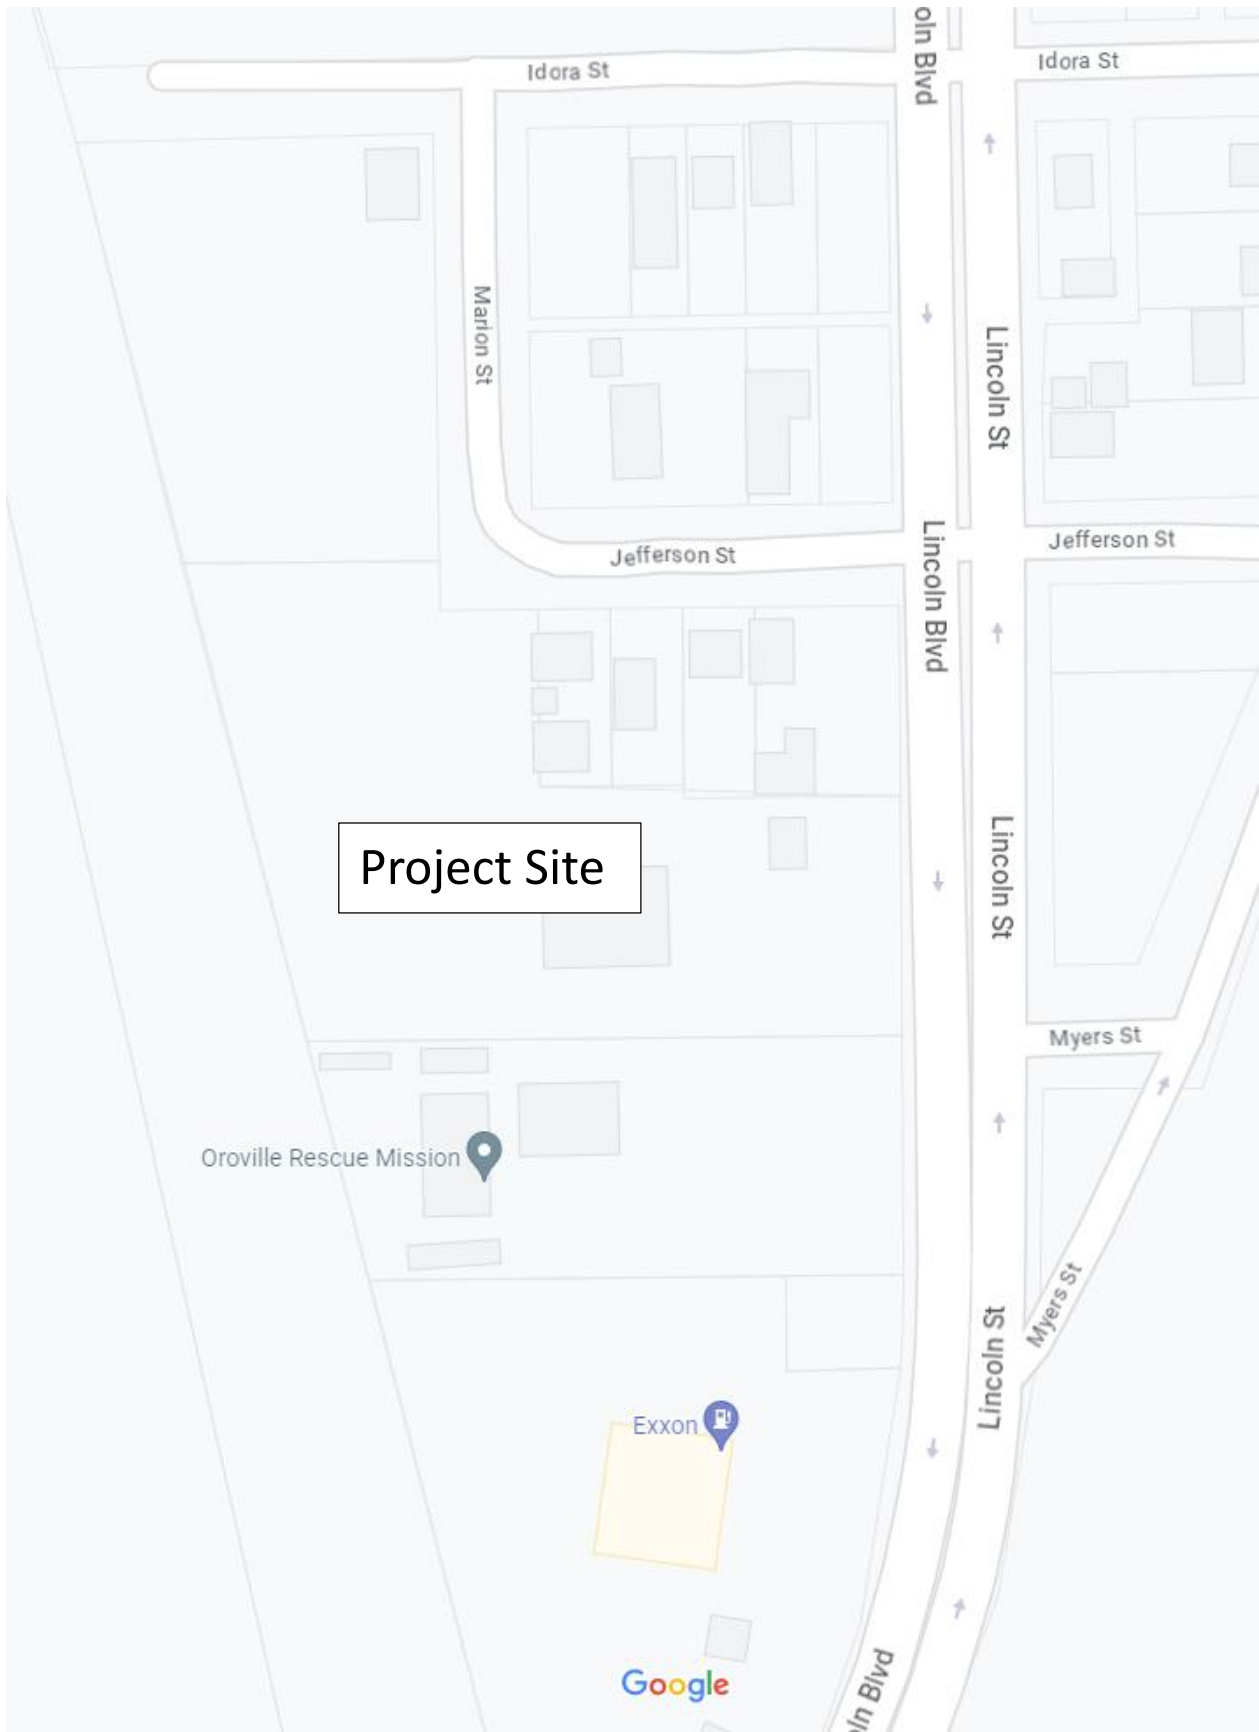 oln Blvd
Idora St
Idora St
Marion St
Lincoln St
Jefferson St
Lincoln Blvd
Jefferson St
Project Site
Lincoln St
Myers St
Oroville Rescue Mission
Myers St
Lincoln St
Exxon
Google
ln Blvd